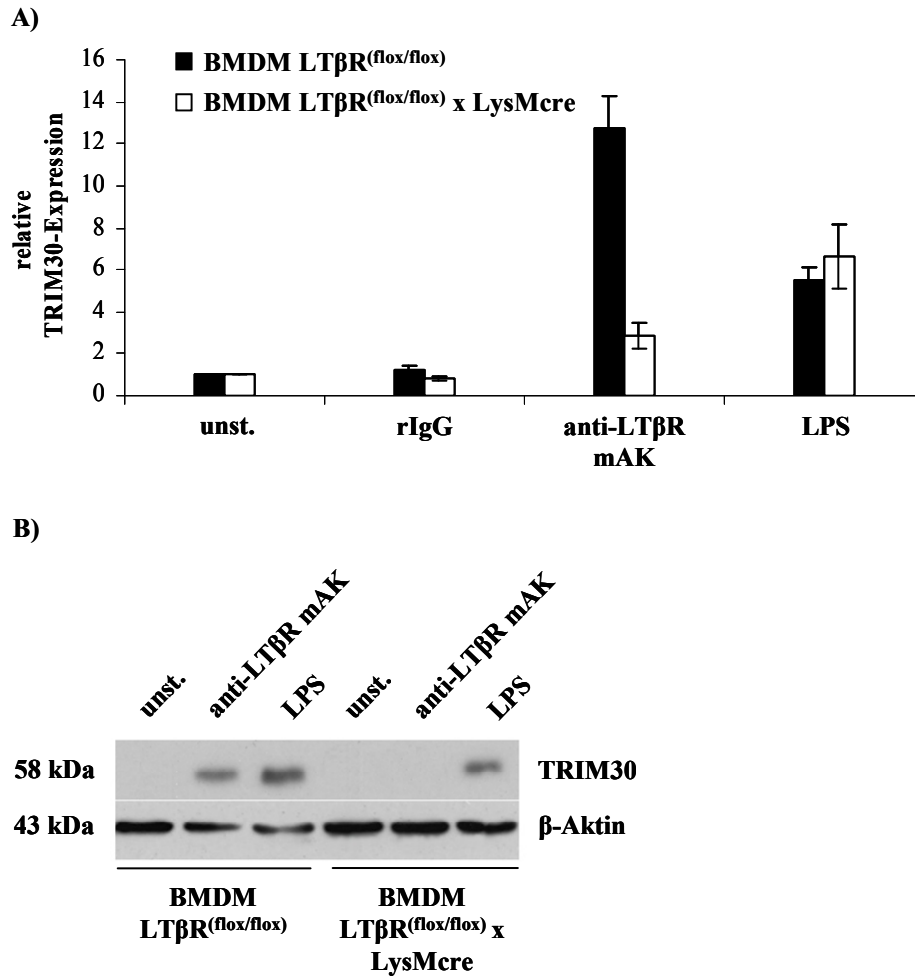 A)
16
14
12
10
8
6
4
2
0
relative
TRIM30-Expression
BMDM LTβR(flox/flox)
BMDM LTβR(flox/flox) x LysMcre
unst.
rIgG
anti-LTβR
mAK
LPS
B)
unst.
anti-LTβR mAK
LPS
unst.
anti-LTβR mAK
LPS
58 kDa
TRIM30
43 kDa
β-Aktin
BMDM
LTβR(flox/flox)
BMDM
LTβR(flox/flox) x
LysMcre